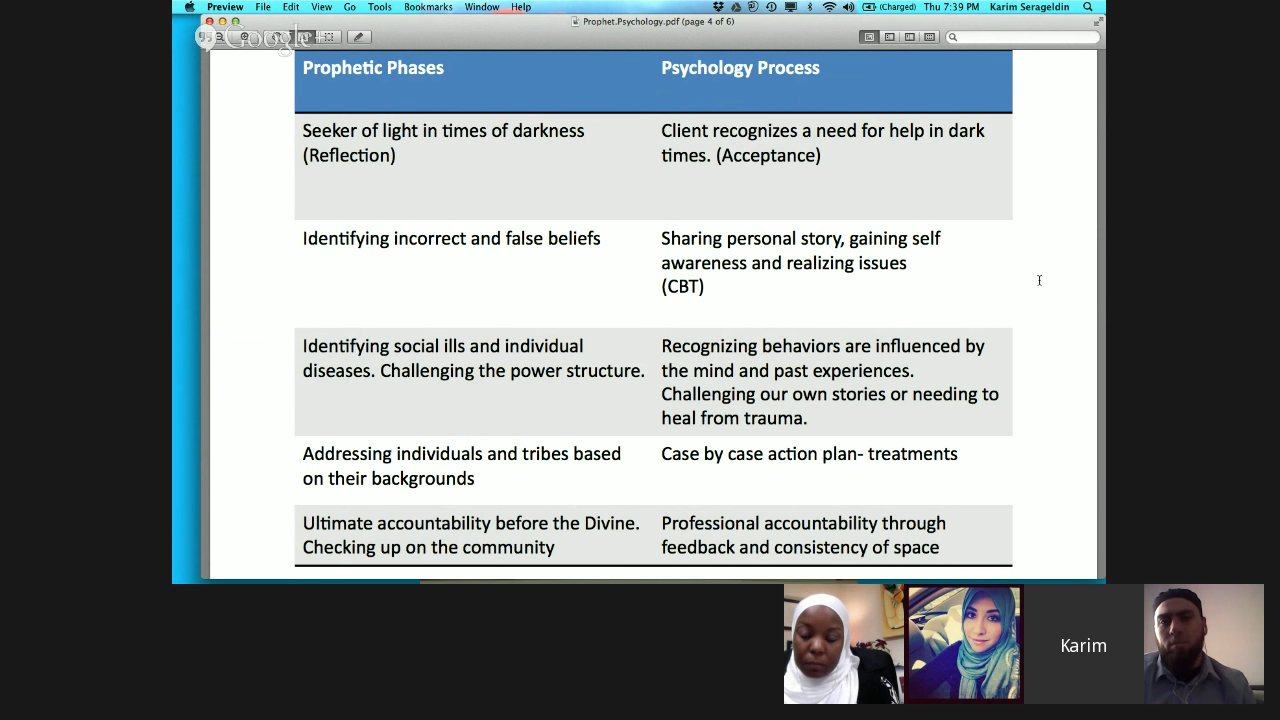 Preview File Edit View Go Tools Bookmarks Window Help (Charged) Thu 7:39 PM Karim Serageldin
Prophet.Psychology.pdf (page 4 of 6)
Google+
Prophetic Phases
Psychology Process
Seeker of light in times of darkness
(Reflection)
Client recognizes a need for help in dark
times. (Acceptance)
Identifying incorrect and false beliefs
Sharing personal story, gaining self
awareness and realizing issues
(CBT)
Identifying social ills and individual
diseases. Challenging the power structure.
Recognizing behaviors are influenced by
the mind and past experiences.
Challenging our own stories or needing to
heal from trauma.
Addressing individuals and tribes based
on their backgrounds
Case by case action plan- treatments
Ultimate accountability before the Divine.
Checking up on the community
Professional accountability through
feedback and consistency of space
Karim